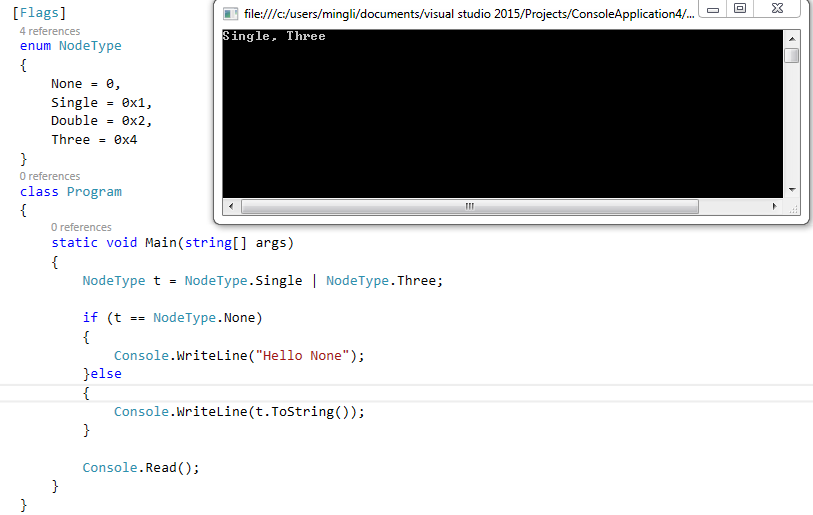 [Flags]
4 references
enum NodeType
{
None = 0,
Single = 0x1,
Double = 0x2,
Three = 0x4
}
0 references
class Program
{
0 references
static void Main(string[] args)
{
NodeType t = NodeType.Single | NodeType.Three;
if (t == NodeType.None)
{
Console.WriteLine("Hello None");
}else
{
Console.WriteLine(t.ToString());
}
Console.Read();
}
}
file:///c:/users/mingli/documents/visual studio 2015/Projects/ConsoleApplication4/...
Single, Three